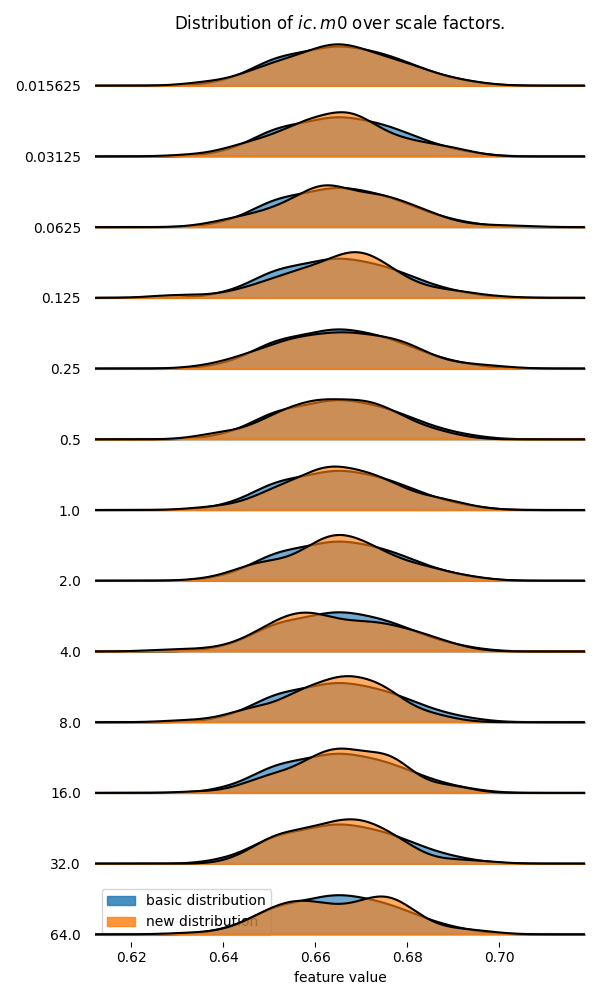 Distribution of ic.m0 over scale factors.
0.015625
0.03125
0.0625
0.125
0.25
0.5
1.0
2.0
4.0
8.0
16.0
32.0
basic distribution
new distribution
64.0
0.62 0.64 0.66 0.68 0.70
feature value